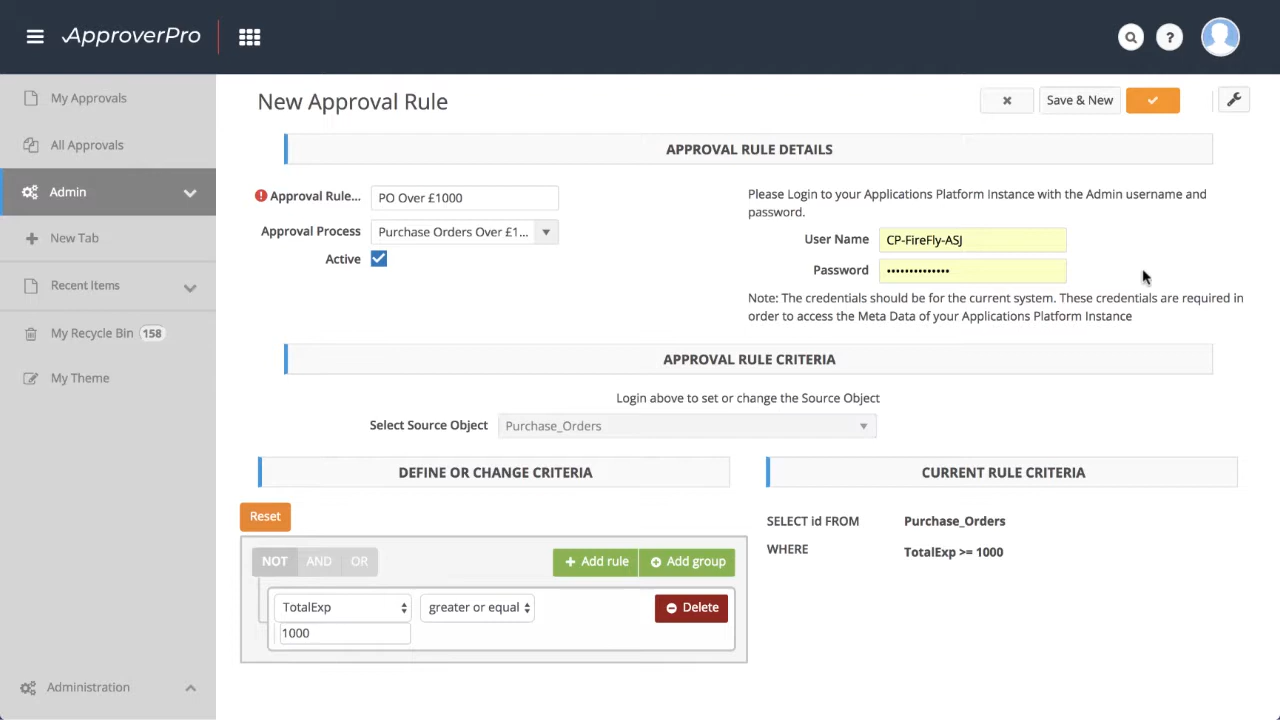 ApproverPro
?
My Approvals
All Approvals
Admin
New Tab
Recent Items
My Recycle Bin 158
My Theme
Administration
New Approval Rule
Save & New
APPROVAL RULE DETAILS
Approval Rule...
PO Over £1000
Approval Process
Purchase Orders Over £1...
Active
Please Login to your Applications Platform Instance with the Admin username and
password.
User Name
CP-FireFly-ASJ
Password
••••••••••••••
Note: The credentials should be for the current system. These credentials are required in
order to access the Meta Data of your Applications Platform Instance
APPROVAL RULE CRITERIA
Login above to set or change the Source Object
Select Source Object
Purchase_Orders
DEFINE OR CHANGE CRITERIA
Reset
NOT AND OR
Add rule
Add group
TotalExp
greater or equal
Delete
1000
CURRENT RULE CRITERIA
SELECT id FROM
Purchase_Orders
WHERE
TotalExp >= 1000